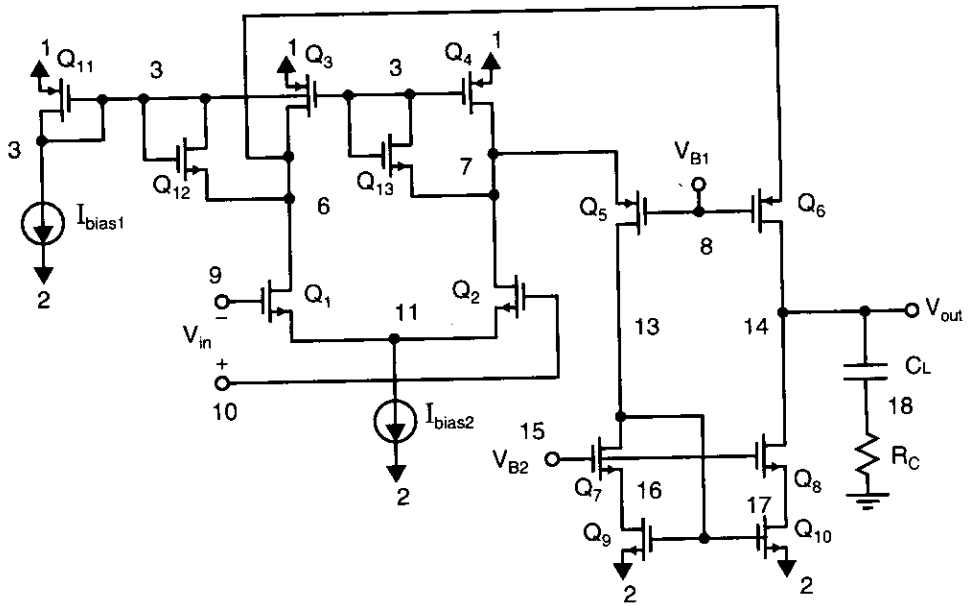 1
Q11
3
1
Q3
3
Q4
1
3
Q12
Q13
7
6
VB1
Q5
Q6
8
Ibias1
2
9
Q1
Q2
11
−
Vin
+
10
13
14
Vout
CL
18
RC
Ibias2
2
15
VB2
Q7
16
Q8
17
Q9
Q10
2
2